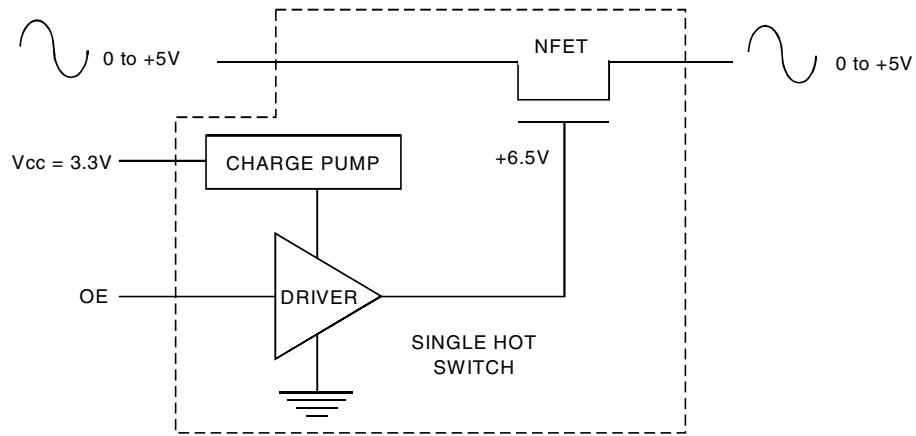 NFET
0 to +5V
0 to +5V
Vcc = 3.3V
CHARGE PUMP
+6.5V
OE
DRIVER
SINGLE HOT
SWITCH